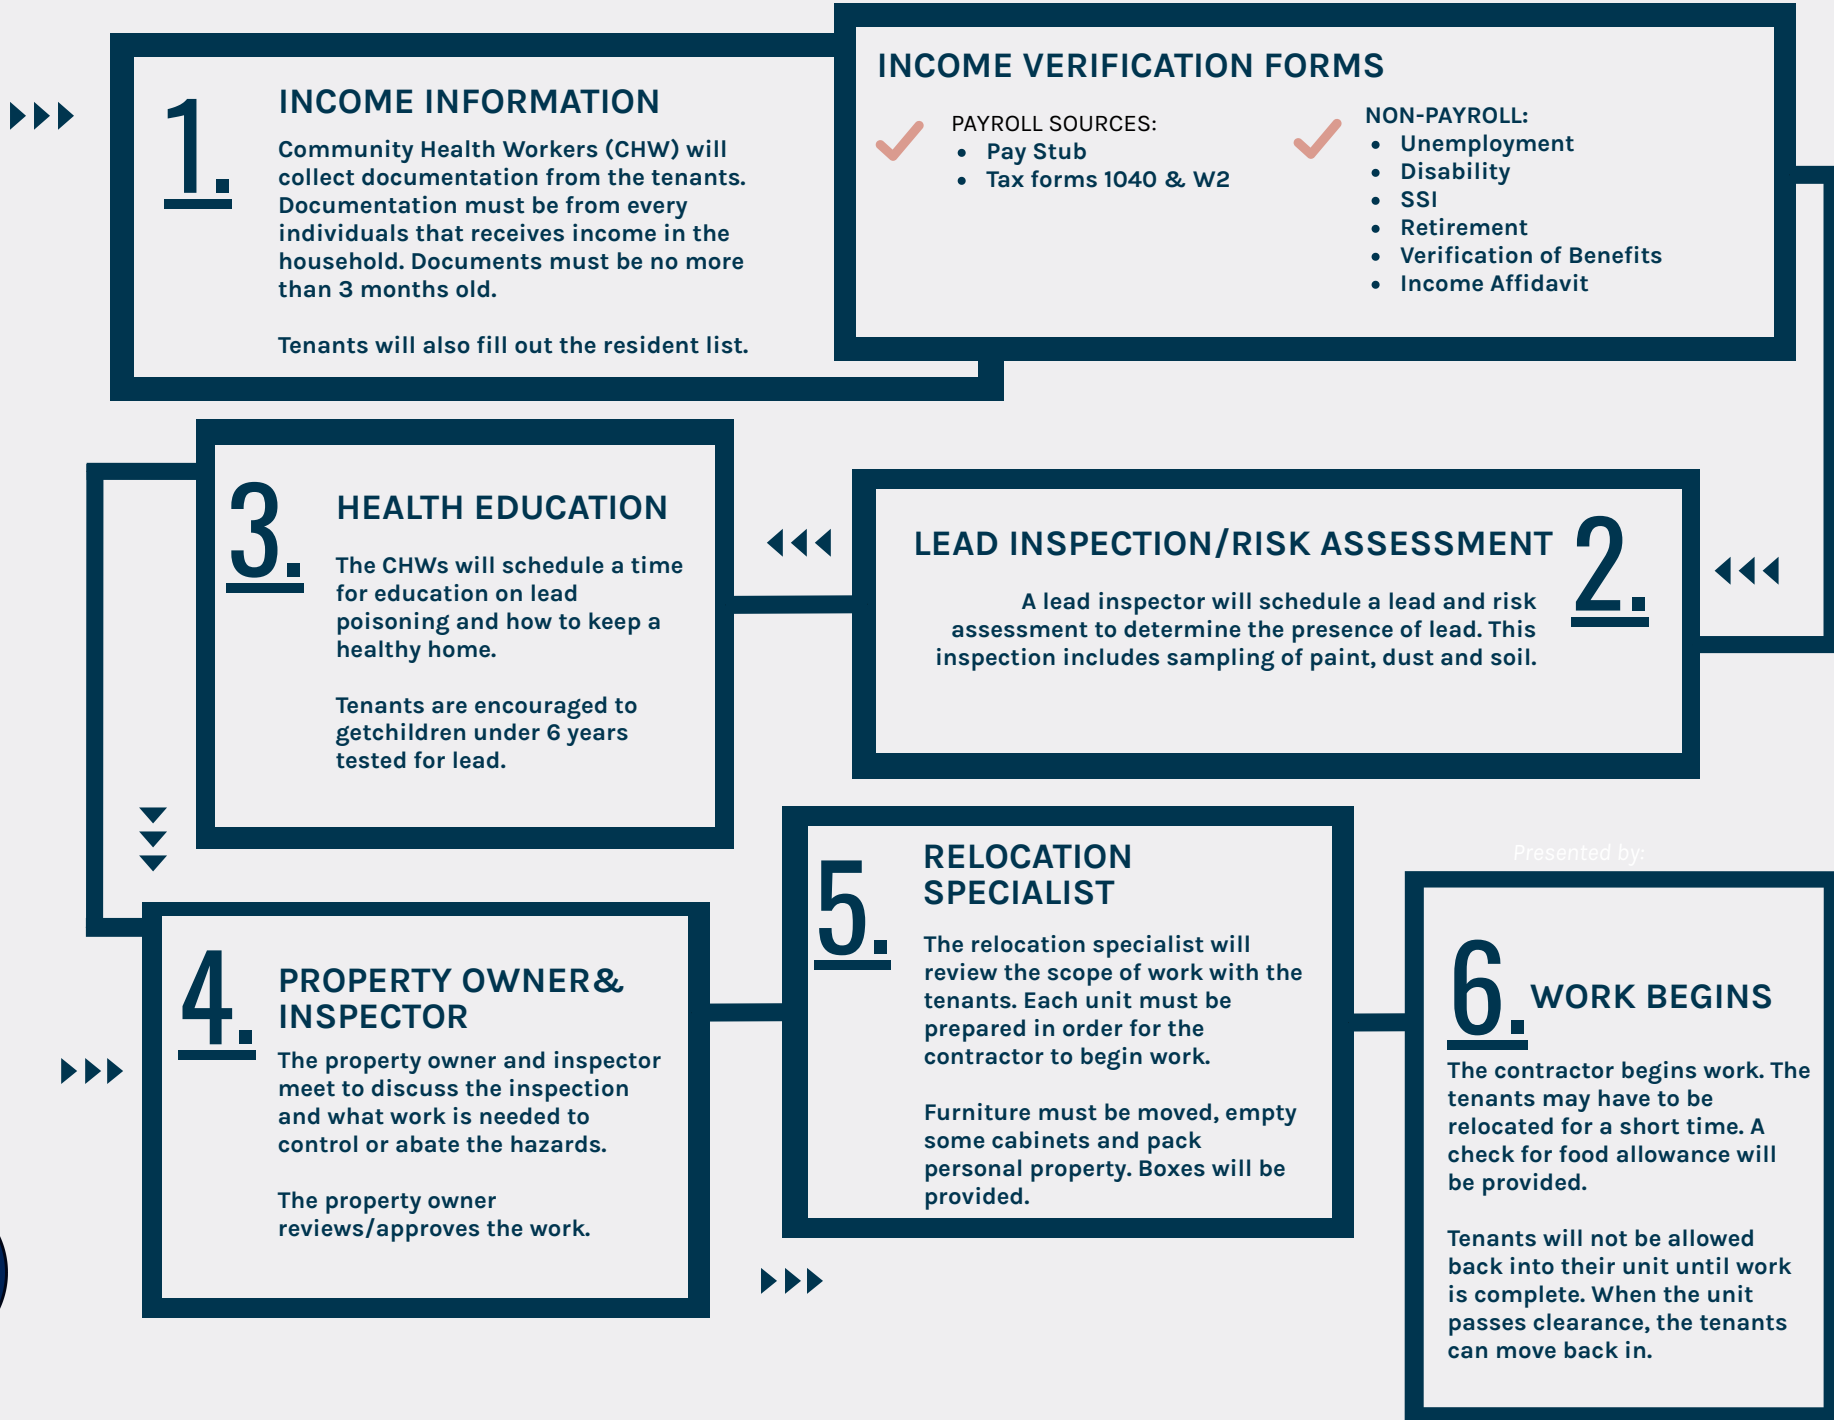 1.
INCOME INFORMATION
Community Health Workers (CHW) will
collect documentation from the tenants.
Documentation must be from every
individuals that receives income in the
household. Documents must be no more
than 3 months old.
Tenants will also fill out the resident list.
INCOME VERIFICATION FORMS
PAYROLL SOURCES:
• Pay Stub
• Tax forms 1040 & W2
NON-PAYROLL:
• Unemployment
• Disability
• SSI
• Retirement
• Verification of Benefits
• Income Affidavit
2.
LEAD INSPECTION/RISK ASSESSMENT
A lead inspector will schedule a lead and risk
assessment to determine the presence of lead. This
inspection includes sampling of paint, dust and soil.
3.
HEALTH EDUCATION
The CHWs will schedule a time
for education on lead
poisoning and how to keep a
healthy home.
Tenants are encouraged to
getchildren under 6 years
tested for lead.
4.
PROPERTY OWNER&
INSPECTOR
The property owner and inspector
meet to discuss the inspection
and what work is needed to
control or abate the hazards.
The property owner
reviews/approves the work.
5.
RELOCATION
SPECIALIST
The relocation specialist will
review the scope of work with the
tenants. Each unit must be
prepared in order for the
contractor to begin work.
Furniture must be moved, empty
some cabinets and pack
personal property. Boxes will be
provided.
Presented by:
6.
WORK BEGINS
The contractor begins work. The
tenants may have to be
relocated for a short time. A
check for food allowance will
be provided.
Tenants will not be allowed
back into their unit until work
is complete. When the unit
passes clearance, the tenants
can move back in.